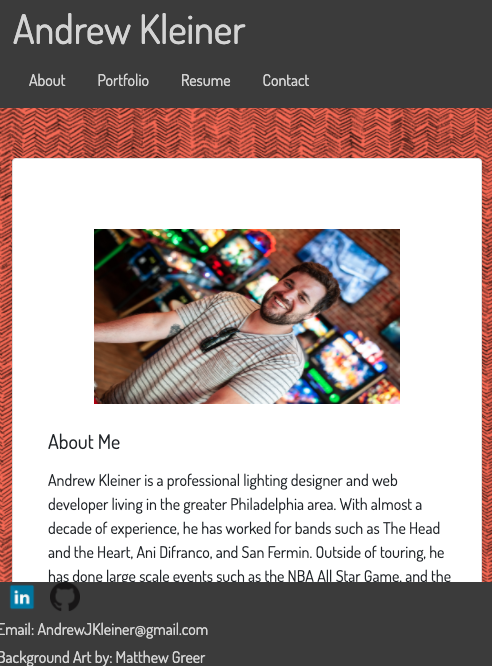 Andrew Kleiner
About Portfolio Resume Contact
About Me
Andrew Kleiner is a professional lighting designer and web
developer living in the greater Philadelphia area. With almost a
decade of experience, he has worked for bands such as The Head
and the Heart, Ani Difranco, and San Fermin. Outside of touring, he
has done large scale events such as the NBA All Star Game, and the
in
Email: AndrewJKleiner@gmail.com
Background Art by: Matthew Greer